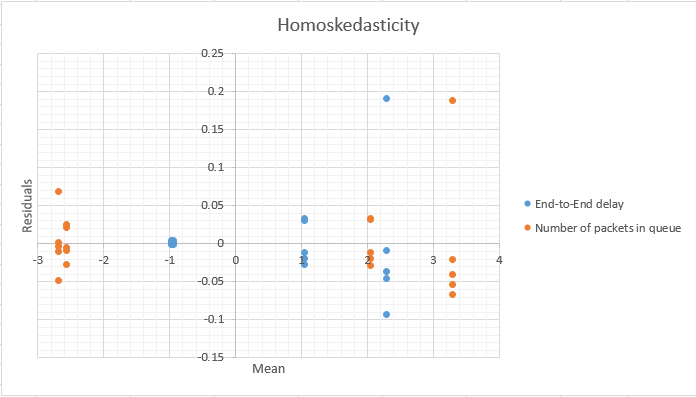 Homoskedasticity
0.25
0.2
0.15
0.1
0.05
0
-0.05
-0.1
-0.15
-3 -2 -1 0 1 2 3 4
Residuals
Mean
End-to-End delay
Number of packets in queue